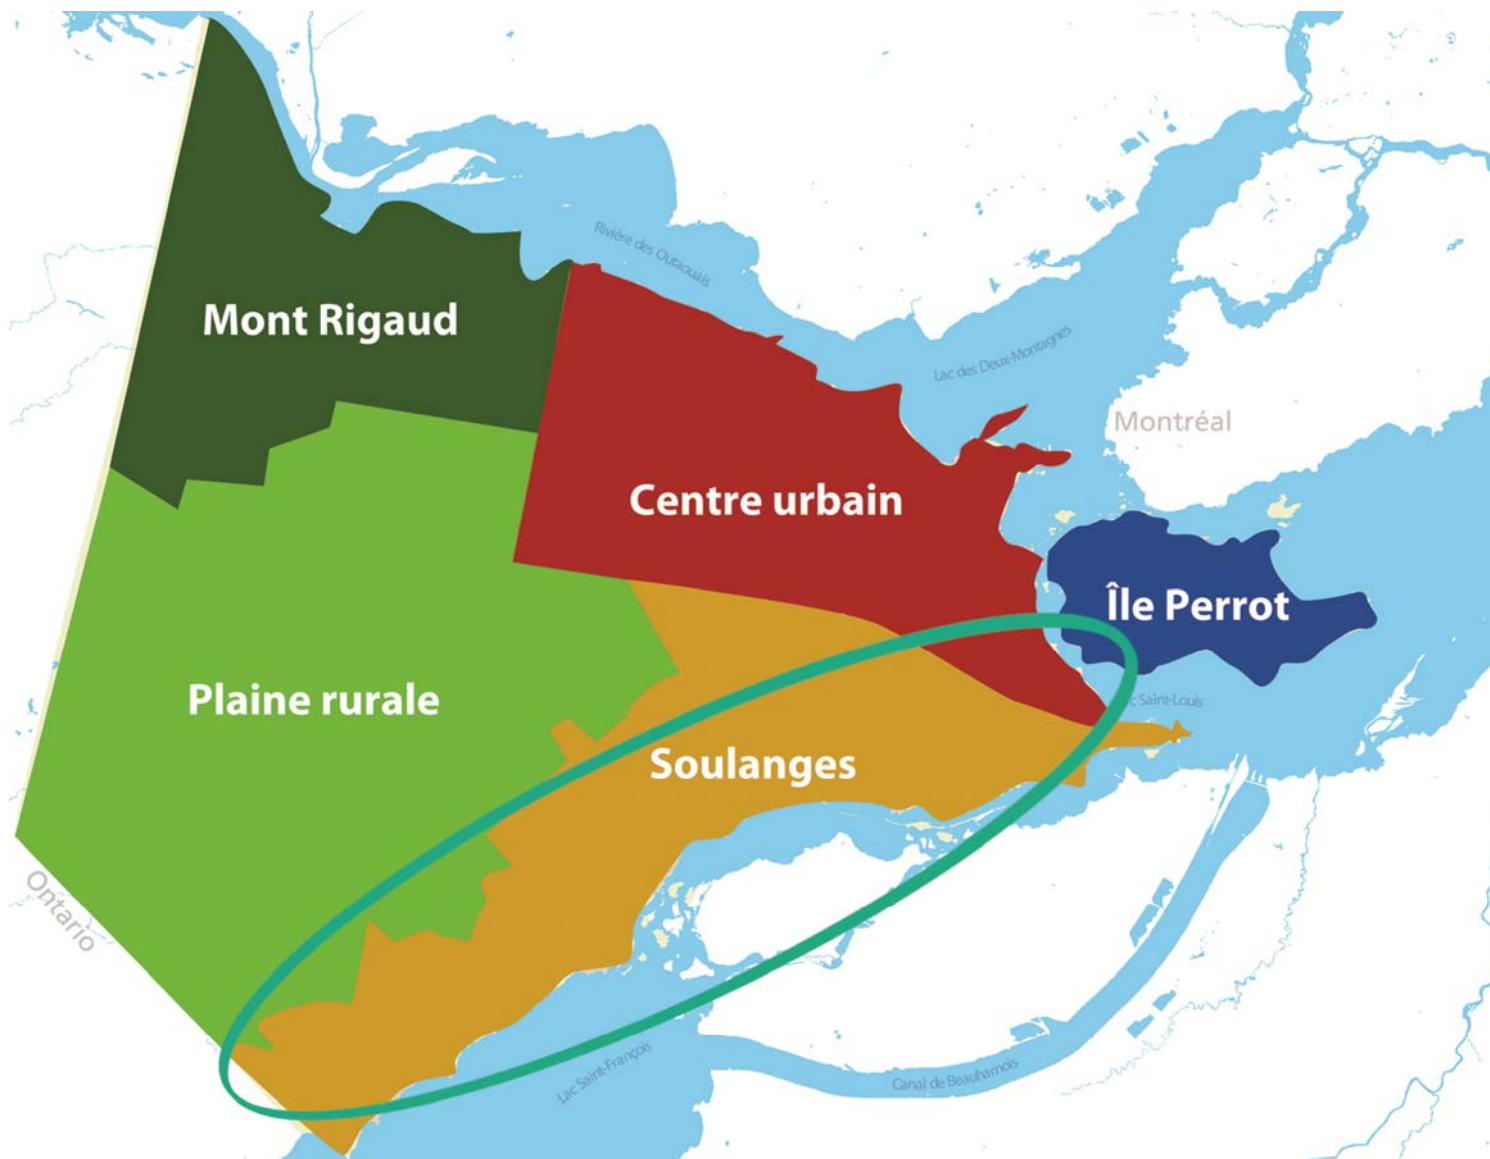 Rivière des Outaouais
Mont Rigaud
Lac des Deux-Montagnes
Montréal
Centre urbain
Île Perrot
Plaine rurale
Saint-Louis
Soulanges
Ontario
Lac Saint-François
Canal de Beauharnois